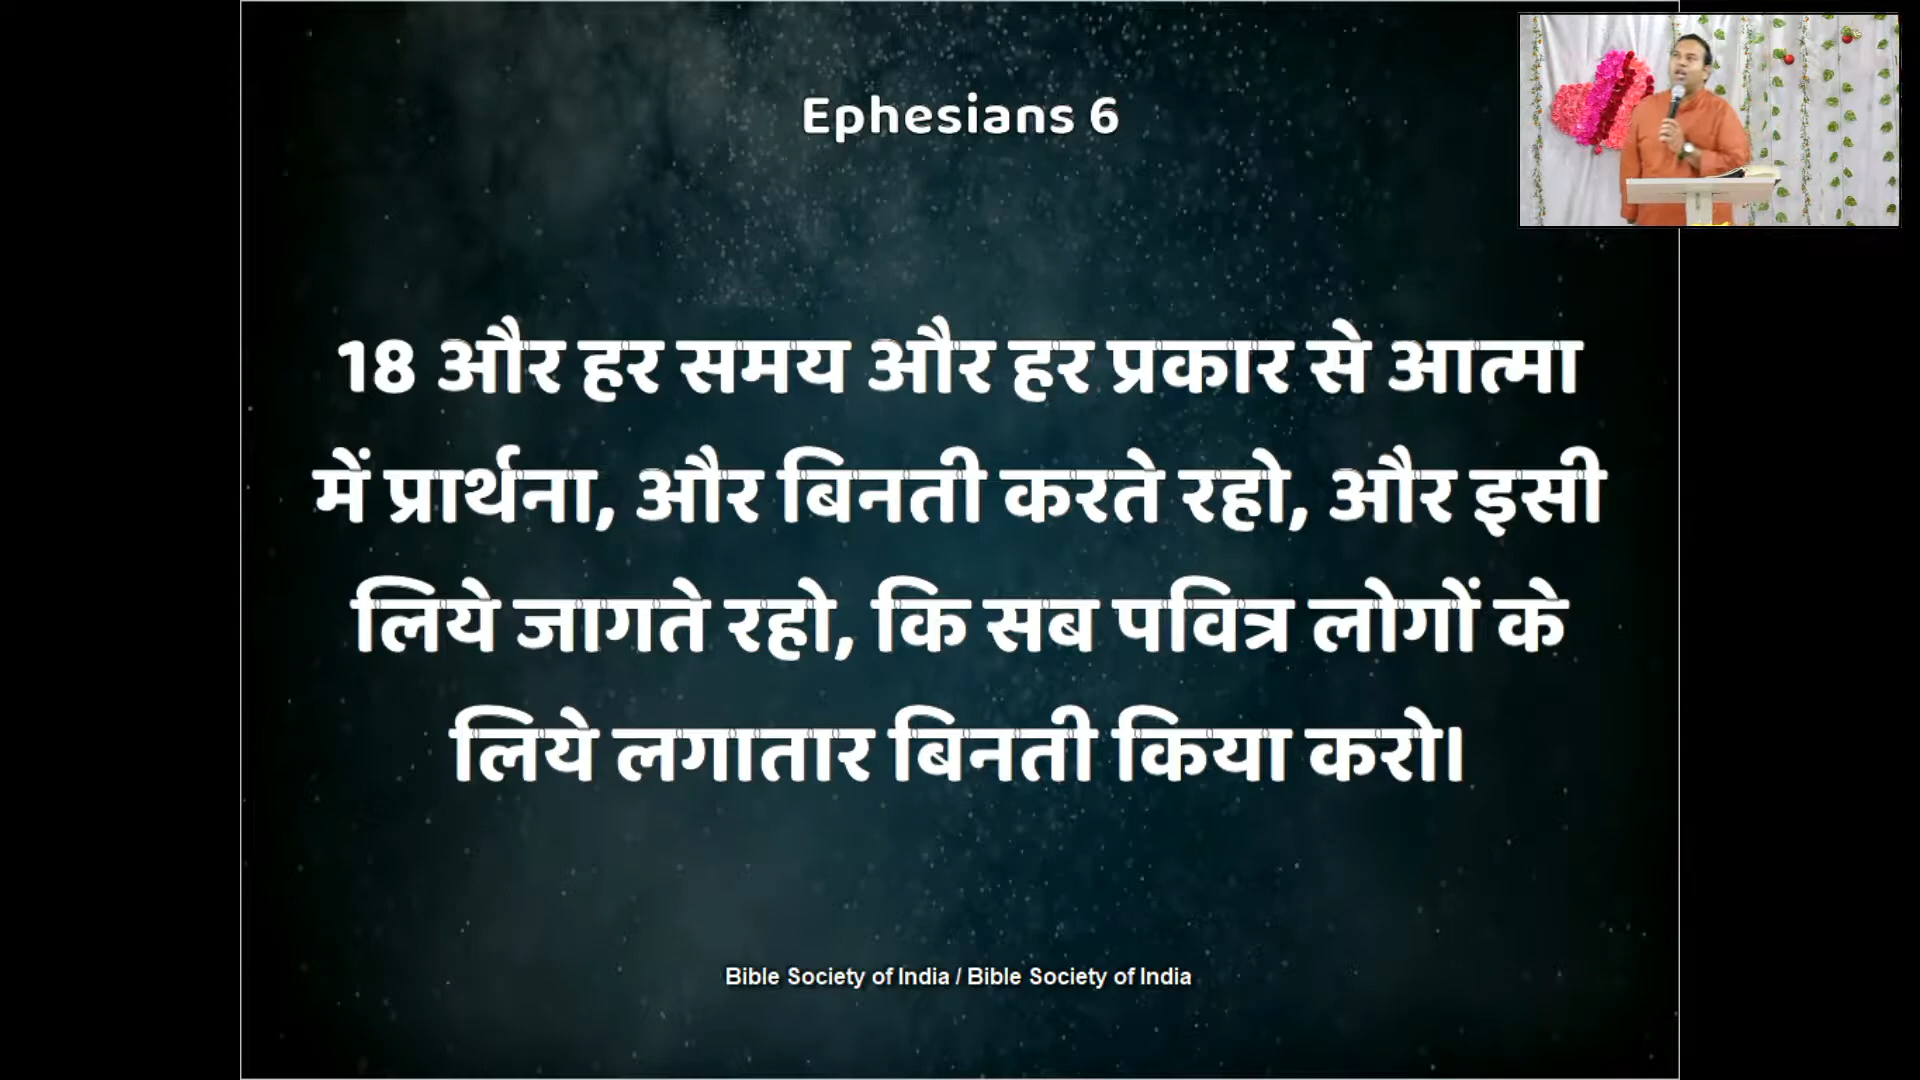 Ephesians 6
18 और हर समय और हर प्रकार से आत्मा
में प्रार्थना, और बिनती करते रहो, और इसी
लिये जागते रहो, कि सब पवित्र लोगों के
लिये लगातार बिनती किया करो।
Bible Society of India / Bible Society of India